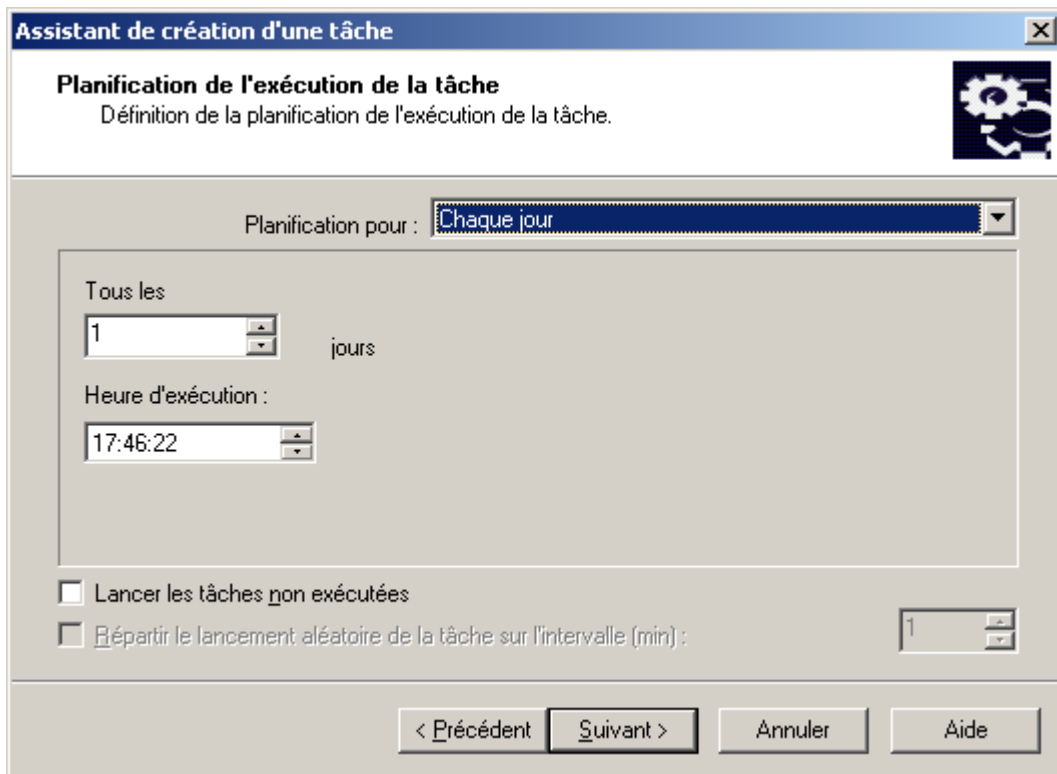 Assistant de création d'une tâche
Planification de l'exécution de la tâche
Définition de la planification de l'exécution de la tâche.
Planification pour : Chaque jour
Tous les
1 jours
Heure d'exécution :
17:46:22
Lancer les tâches non exécutées
Répartir le lancement aléatoire de la tâche sur l'intervalle (min) : 1
< Précédent Suivant > Annuler Aide